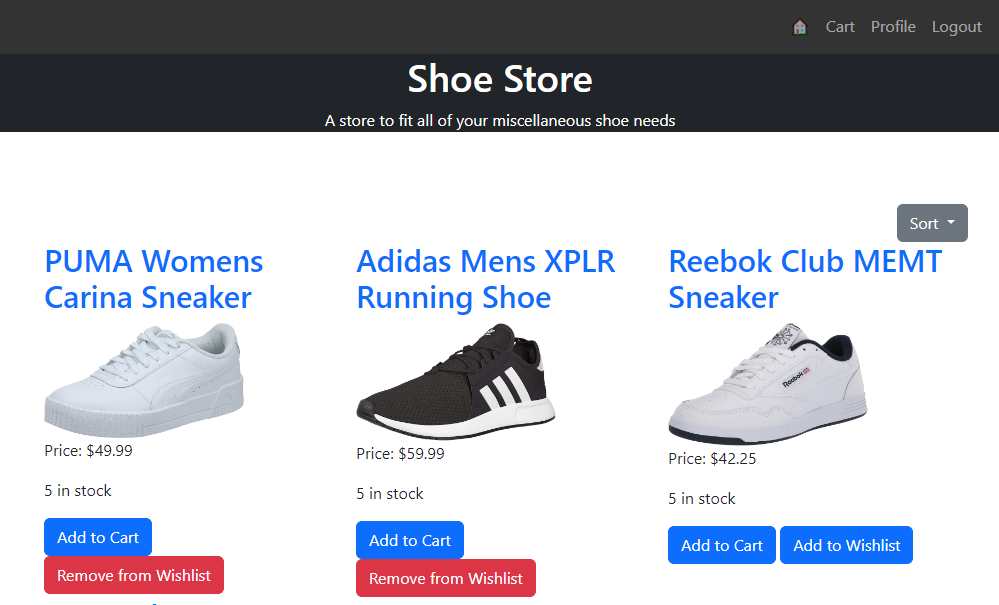 Cart Profile Logout
Shoe Store
A store to fit all of your miscellaneous shoe needs
Sort
PUMA Womens
Carina Sneaker
Price: $49.99
5 in stock
Add to Cart
Remove from Wishlist
Adidas Mens XPLR
Running Shoe
Price: $59.99
5 in stock
Add to Cart
Remove from Wishlist
Reebok Club MEMT
Sneaker
Reebok
Price: $42.25
5 in stock
Add to Cart Add to Wishlist